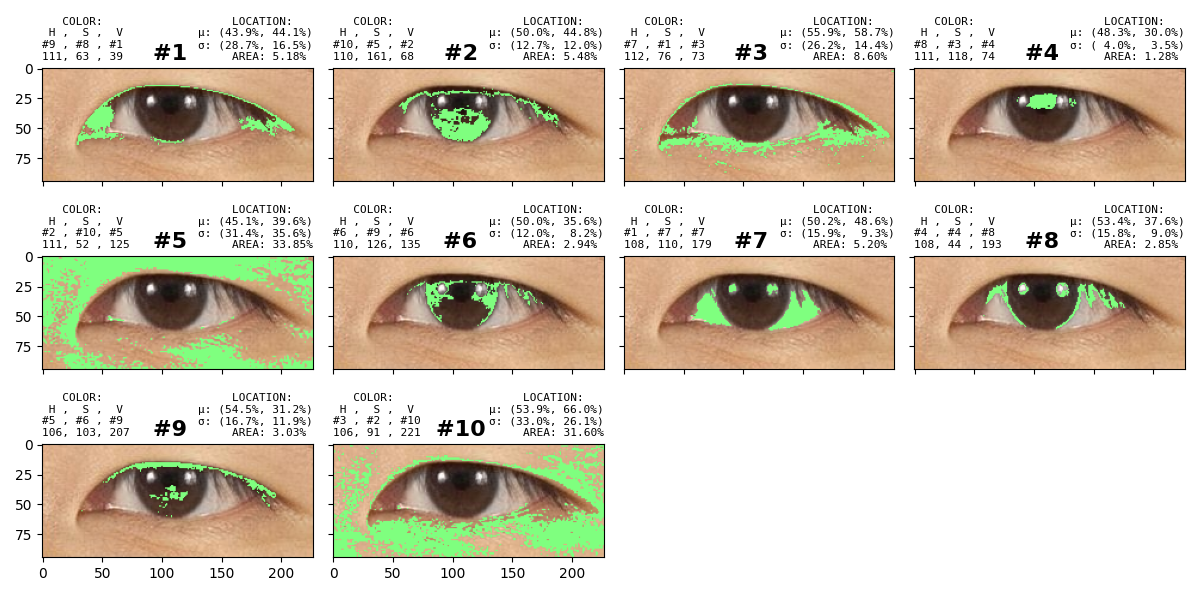 COLOR: LOCATION:
H , S , V μ: (43.9%, 44.1%)
#9 , #8 , #1 #1 σ: (28.7%, 16.5%)
111, 63 , 39 AREA: 5.18%
COLOR: LOCATION:
H , S , V μ: (50.0%, 44.8%)
#10, #5 , #2 #2 σ: (12.7%, 12.0%)
110, 161, 68 AREA: 5.48%
COLOR: LOCATION:
H , S , V μ: (55.9%, 58.7%)
#7 , #1 , #3 #3 σ: (26.2%, 14.4%)
112, 76 , 73 AREA: 8.60%
COLOR: LOCATION:
H , S , V μ: (48.3%, 30.0%)
#8 , #3 , #4 #4 σ: ( 4.0%, 3.5%)
111, 118, 74 AREA: 1.28%
0
25
50
75
COLOR: LOCATION:
H , S , V μ: (45.1%, 39.6%)
#2 , #10, #5 #5 σ: (31.4%, 35.6%)
111, 52 , 125 AREA: 33.85%
COLOR: LOCATION:
H , S , V μ: (50.0%, 35.6%)
#6 , #9 , #6 #6 σ: (12.0%, 8.2%)
110, 126, 135 AREA: 2.94%
COLOR: LOCATION:
H , S , V μ: (50.2%, 48.6%)
#1 , #7 , #7 #7 σ: (15.9%, 9.3%)
108, 110, 179 AREA: 5.20%
COLOR: LOCATION:
H , S , V μ: (53.4%, 37.6%)
#4 , #4 , #8 #8 σ: (15.8%, 9.0%)
108, 44 , 193 AREA: 2.85%
0
25
50
75
COLOR: LOCATION:
H , S , V μ: (54.5%, 31.2%)
#5 , #6 , #9 #9 σ: (16.7%, 11.9%)
106, 103, 207 AREA: 3.03%
COLOR: LOCATION:
H , S , V μ: (53.9%, 66.0%)
#3 , #2 , #10 #10 σ: (33.0%, 26.1%)
106, 91 , 221 AREA: 31.60%
0
25
50
75
0 50 100 150 200
0 50 100 150 200